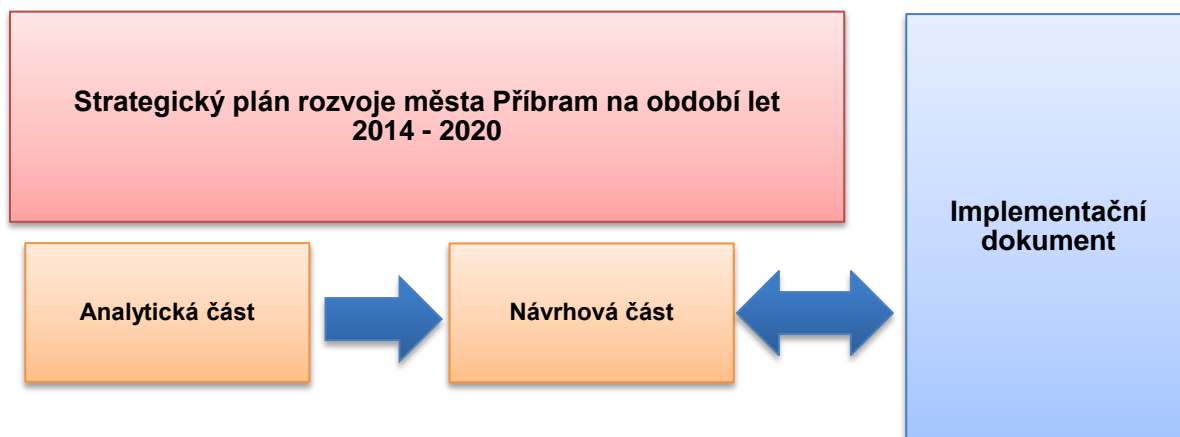 Strategický plán rozvoje města Příbram na období let
2014 - 2020
Implementační
dokument
Analytická část
Návrhová část